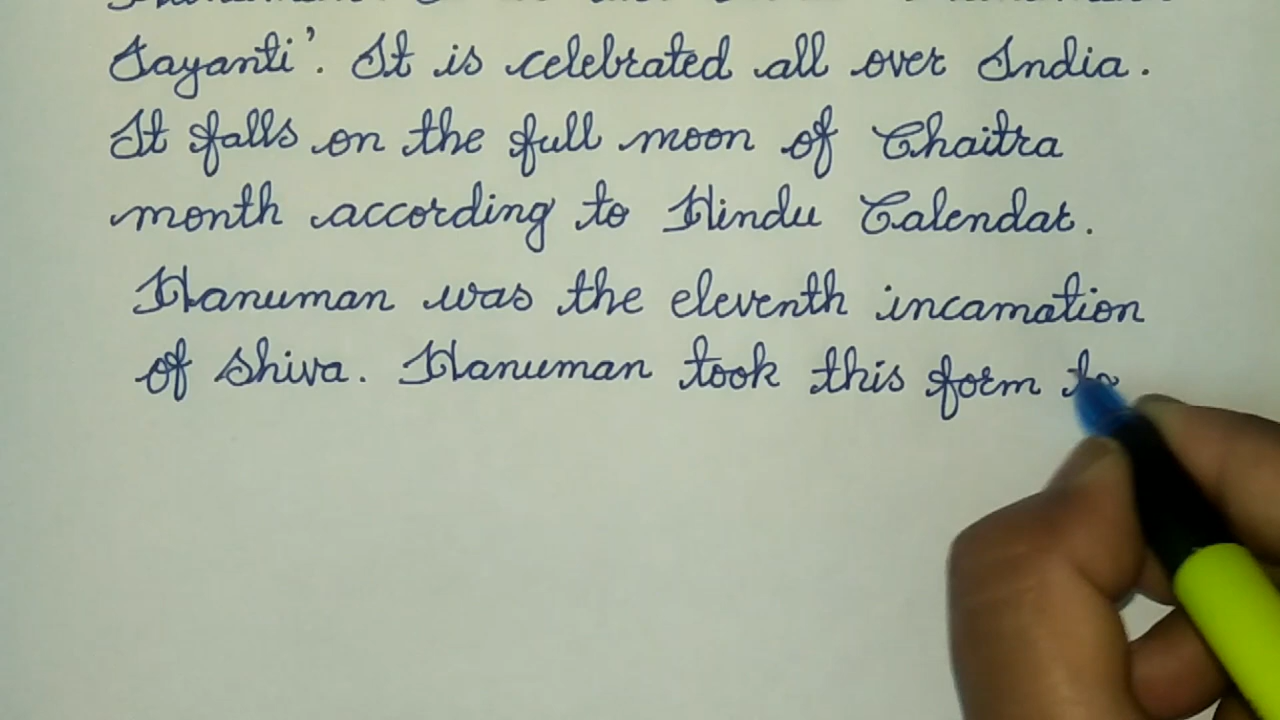 Jayanti'. It is celebrated all over India.
It falls on the full moon of Chaitra
month according to Hindu Calendar.
Hanuman was the eleventh incarnation
of Shiva. Hanuman took this form to